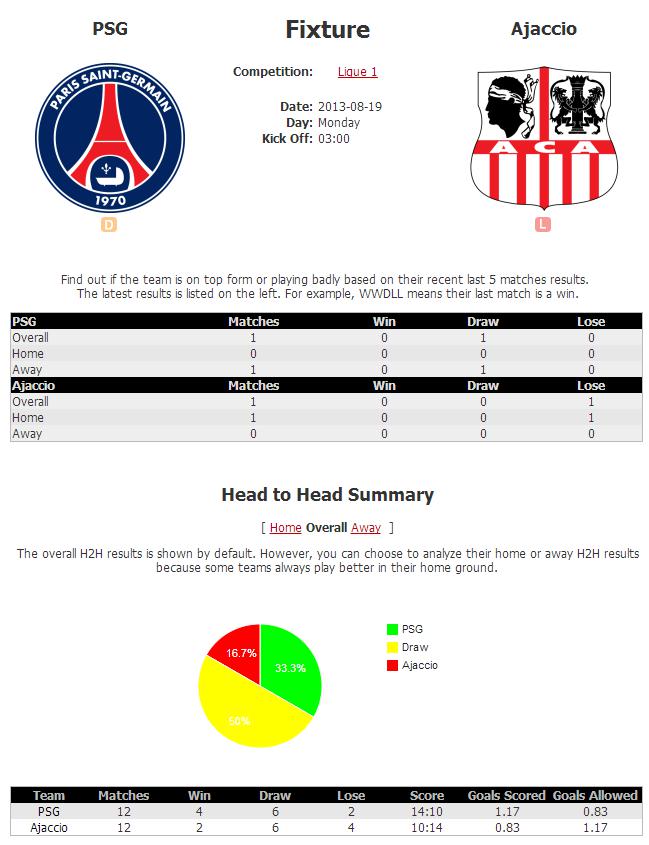 PSG Fixture Ajaccio
Competition: Ligue 1
PARIS SAINT-GERMAIN
1970
Date: 2013-08-19
Day: Monday
Kick Off: 03:00
A C A
D L
Find out if the team is on top form or playing badly based on their recent last 5 matches results.
The latest results is listed on the left. For example, WWDLL means their last match is a win.
PSG Matches Win Draw Lose
Overall 1 0 1 0
Home 0 0 0 0
Away 1 0 1 0
Ajaccio Matches Win Draw Lose
Overall 1 0 0 1
Home 1 0 0 1
Away 0 0 0 0
Head to Head Summary
[ Home Overall Away ]
The overall H2H results is shown by default. However, you can choose to analyze their home or away H2H results
because some teams always play better in their home ground.
PSG
Draw
Ajaccio
16.7%
33.3%
50%
Team Matches Win Draw Lose Score Goals Scored Goals Allowed
PSG 12 4 6 2 14:10 1.17 0.83
Ajaccio 12 2 6 4 10:14 0.83 1.17